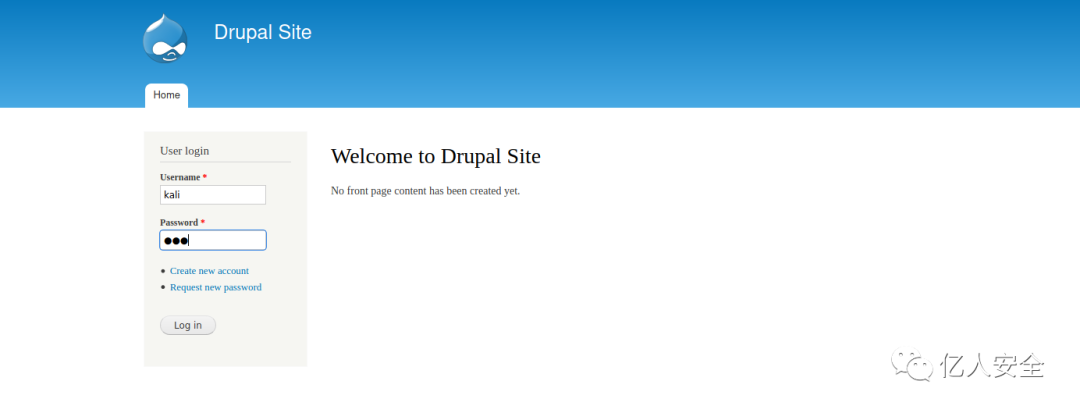 Drupal Site
Home
User login
Username *
kali
Password *
Create new account
Request new password
Log in
Welcome to Drupal Site
No front page content has been created yet.
亿人安全